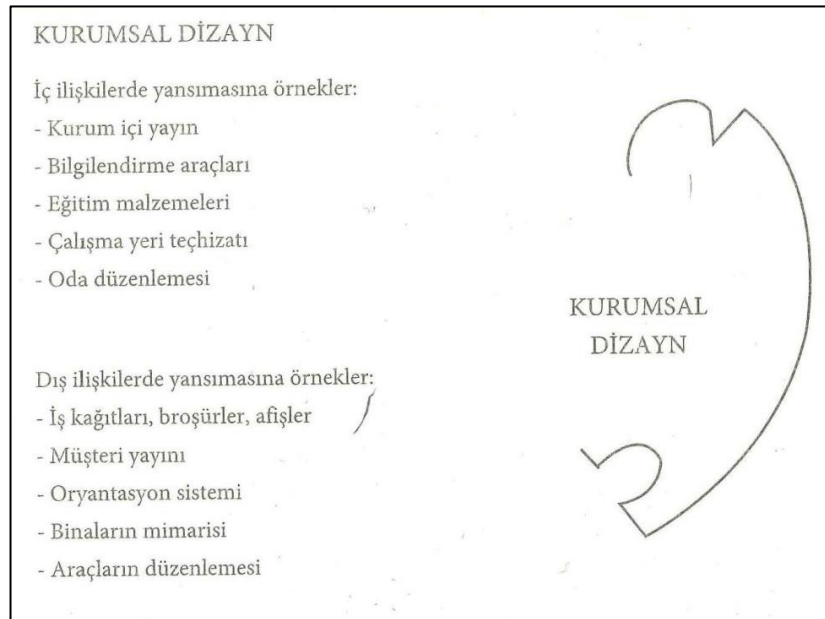 KURUMSAL DİZAYN
İç ilişkilerde yansımasına örnekler:
- Kurum içi yayın
- Bilgilendirme araçları
- Eğitim malzemeleri
- Çalışma yeri teçhizatı
- Oda düzenlemesi
KURUMSAL
DİZAYN
Dış ilişkilerde yansımasına örnekler:
- İş kağıtları, broşürler, afişler
- Müşteri yayını
- Oryantasyon sistemi
- Binaların mimarisi
- Araçların düzenlemesi